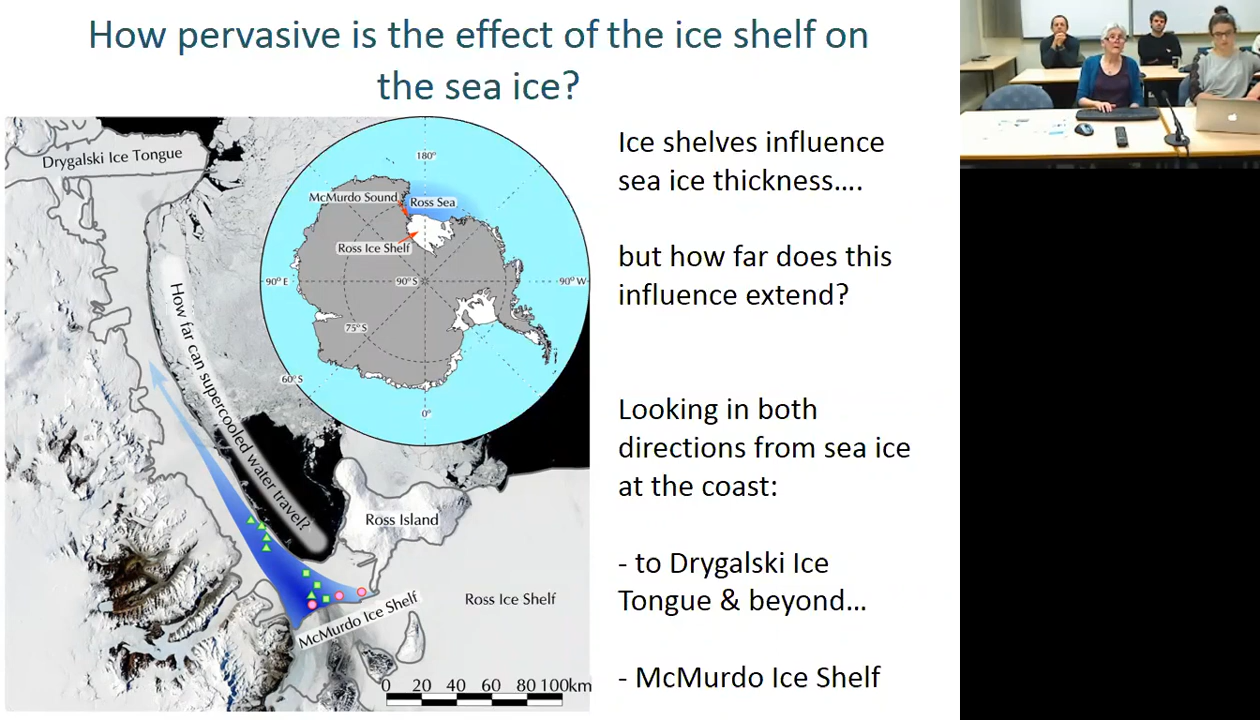 How pervasive is the effect of the ice shelf on
the sea ice?
Drygalski Ice Tongue
180°
McMurdo Sound
Ross Sea
Ross Ice Shelf
90° E
90° S
90° W
75° S
60° S
0°
How far can supercooled water travel?
Ross Island
McMurdo Ice Shelf
Ross Ice Shelf
0 20 40 60 80 100km
Ice shelves influence
sea ice thickness....
but how far does this
influence extend?
Looking in both
directions from sea ice
at the coast:
- to Drygalski Ice
Tongue & beyond...
- McMurdo Ice Shelf